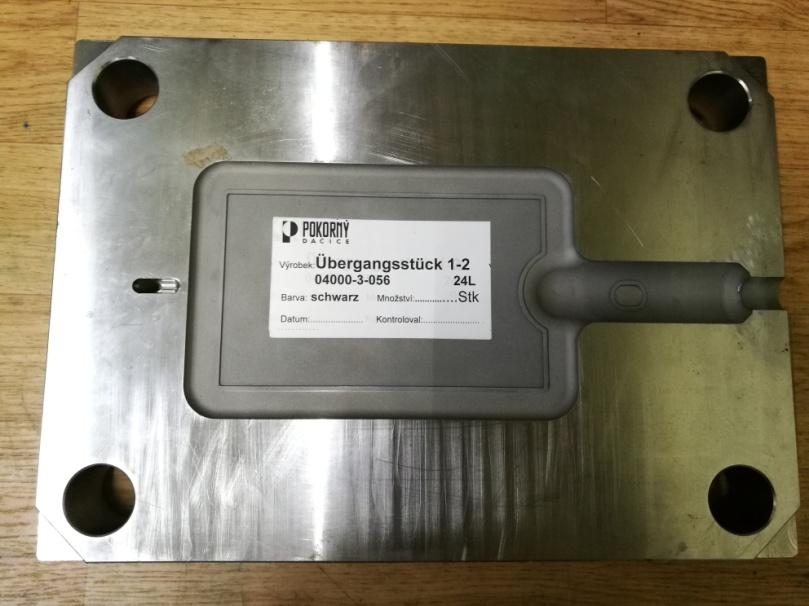 POKORNÝ
DAČICE
Výrobek:Übergangsstück 1-2
04000-3-056 24L
Barva: schwarz Množství:................Stk
Datum:...................... Kontroloval:........................